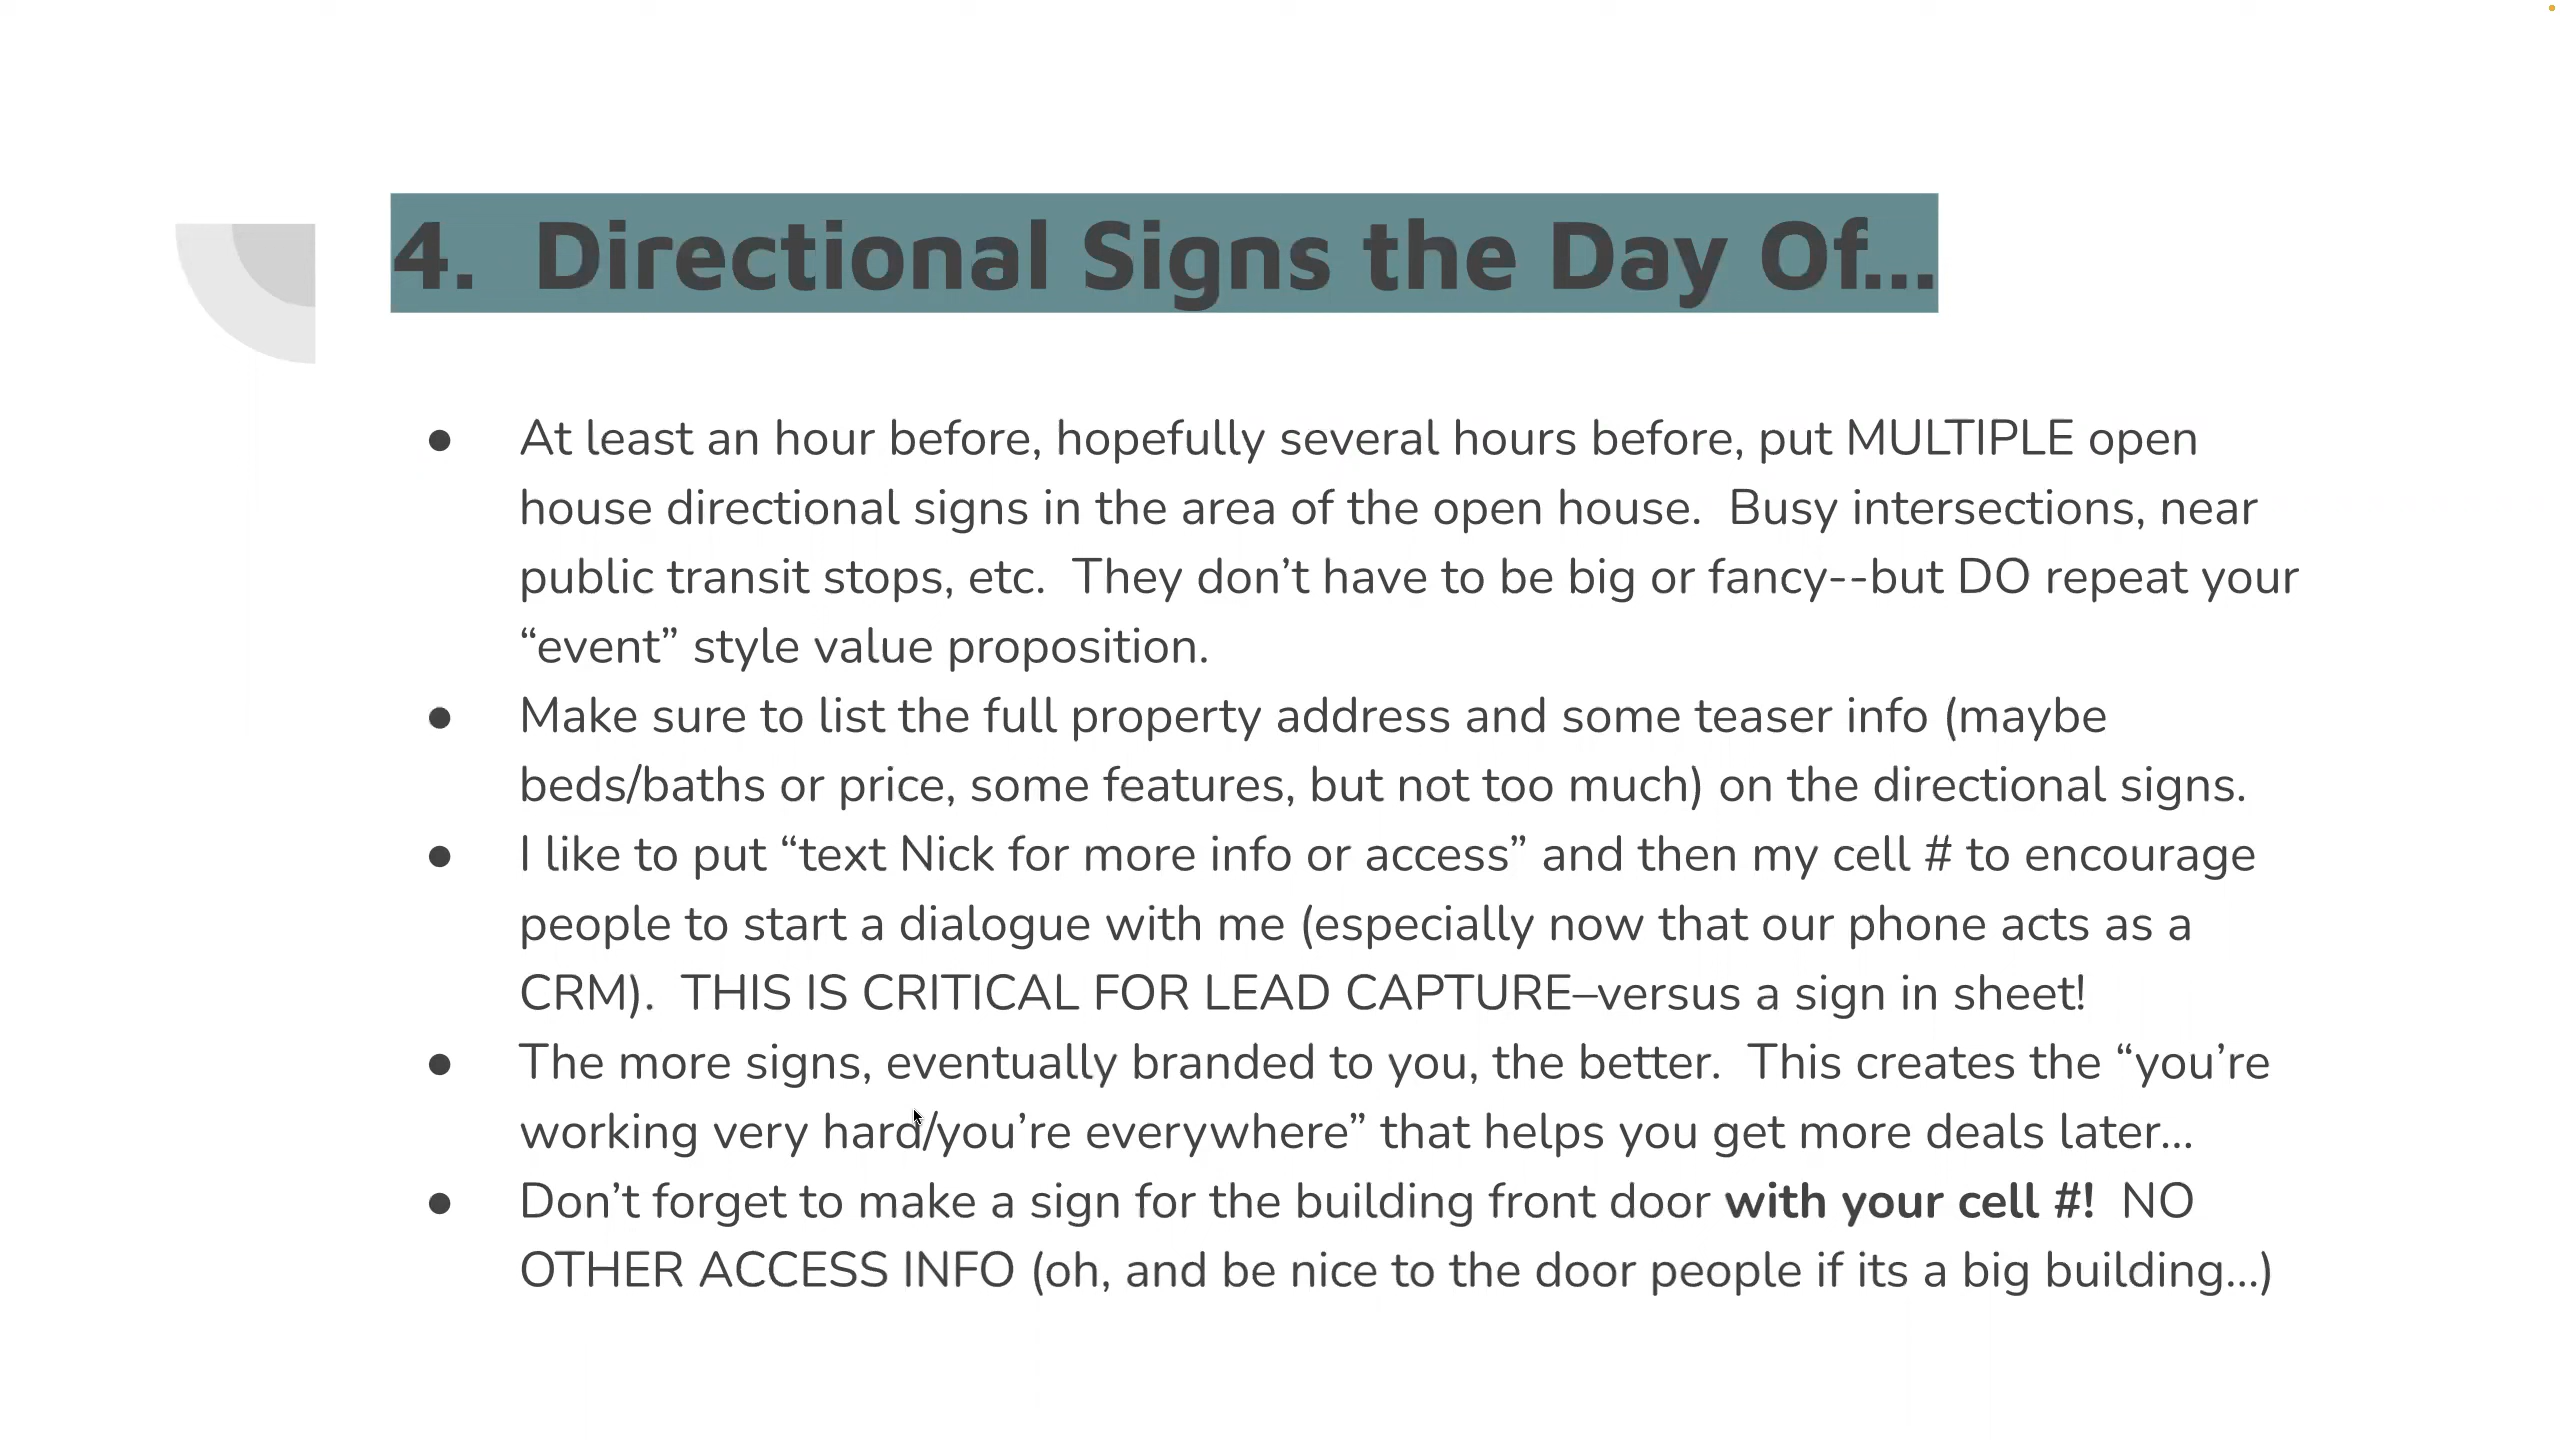 4.  Directional Signs the Day Of...
● At least an hour before, hopefully several hours before, put MULTIPLE open
house directional signs in the area of the open house.  Busy intersections, near
public transit stops, etc.  They don’t have to be big or fancy--but DO repeat your
“event” style value proposition.
● Make sure to list the full property address and some teaser info (maybe
beds/baths or price, some features, but not too much) on the directional signs.
● I like to put “text Nick for more info or access” and then my cell # to encourage
people to start a dialogue with me (especially now that our phone acts as a
CRM).  THIS IS CRITICAL FOR LEAD CAPTURE–versus a sign in sheet!
● The more signs, eventually branded to you, the better.  This creates the “you’re
working very hard/you’re everywhere” that helps you get more deals later…
● Don’t forget to make a sign for the building front door with your cell #!  NO
OTHER ACCESS INFO (oh, and be nice to the door people if its a big building…)